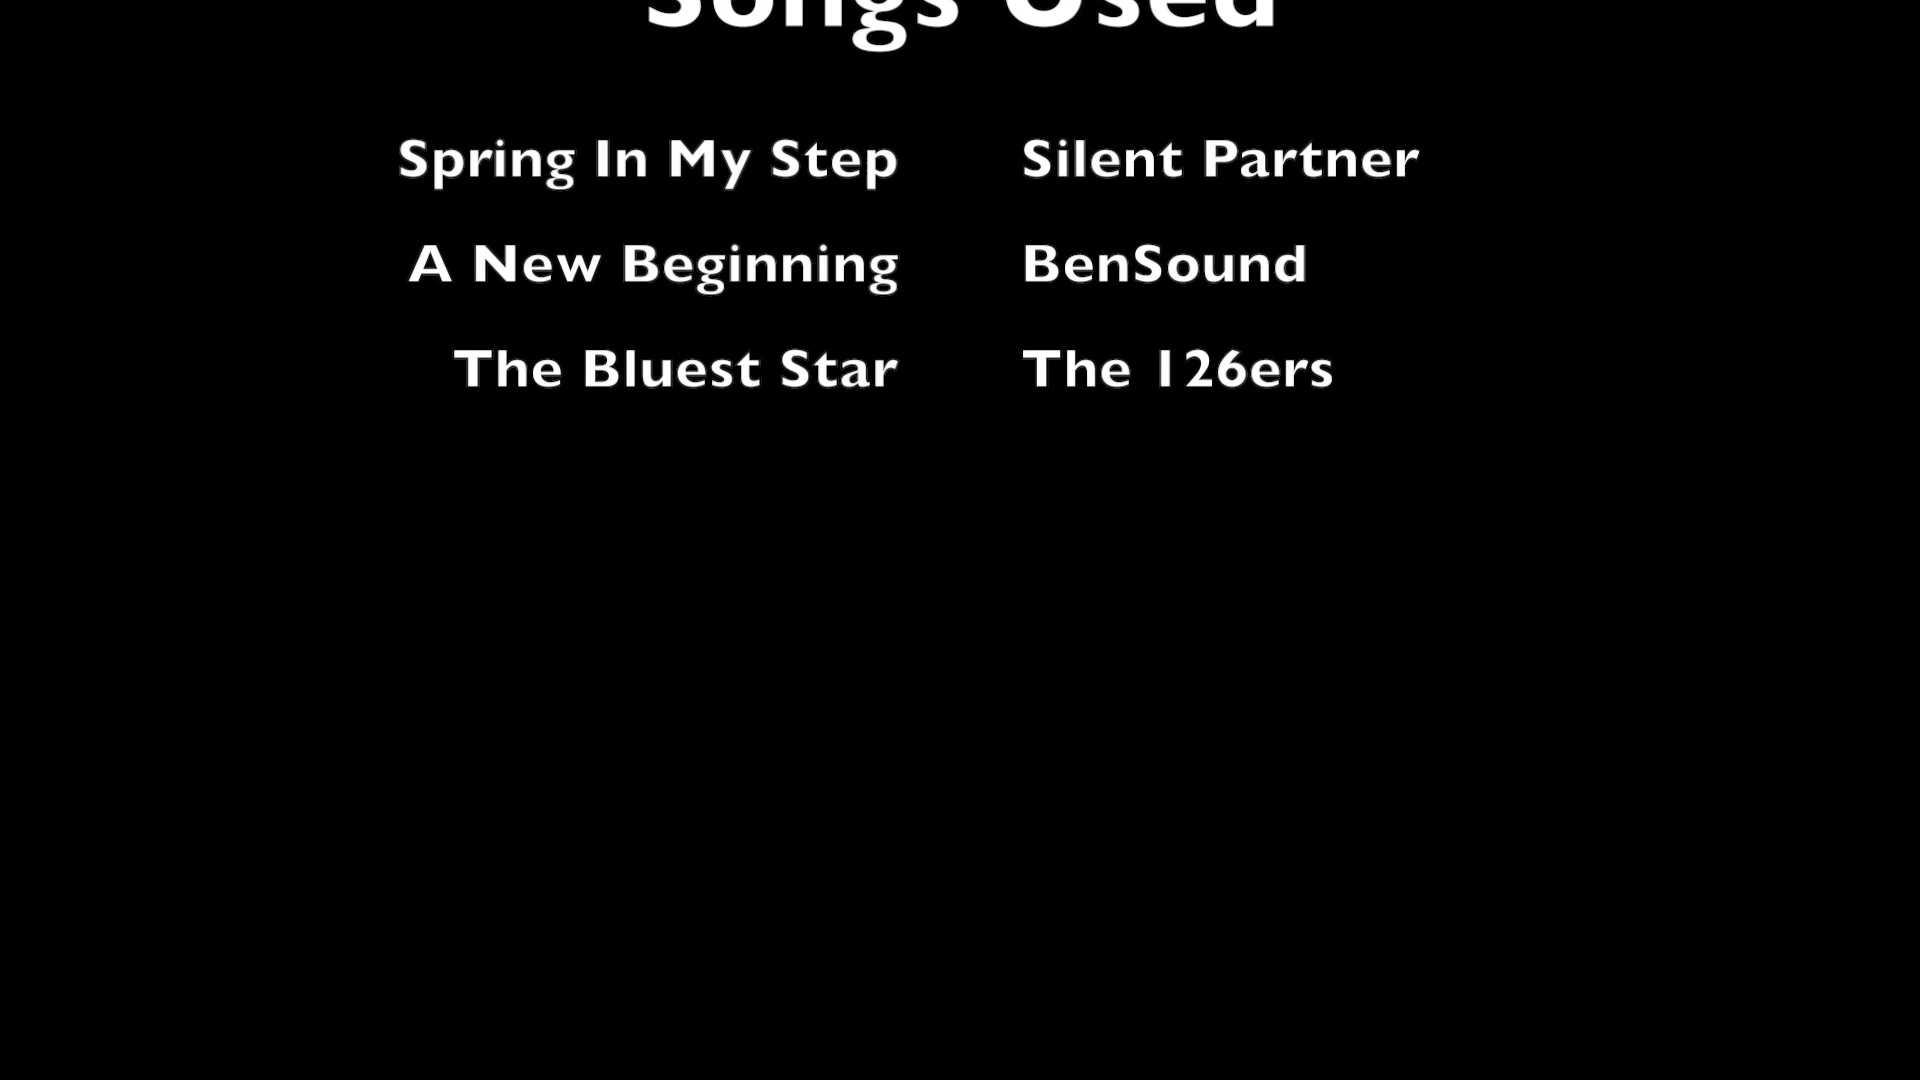 Songs Used
Spring In My Step Silent Partner
A New Beginning BenSound
The Bluest Star The 126ers